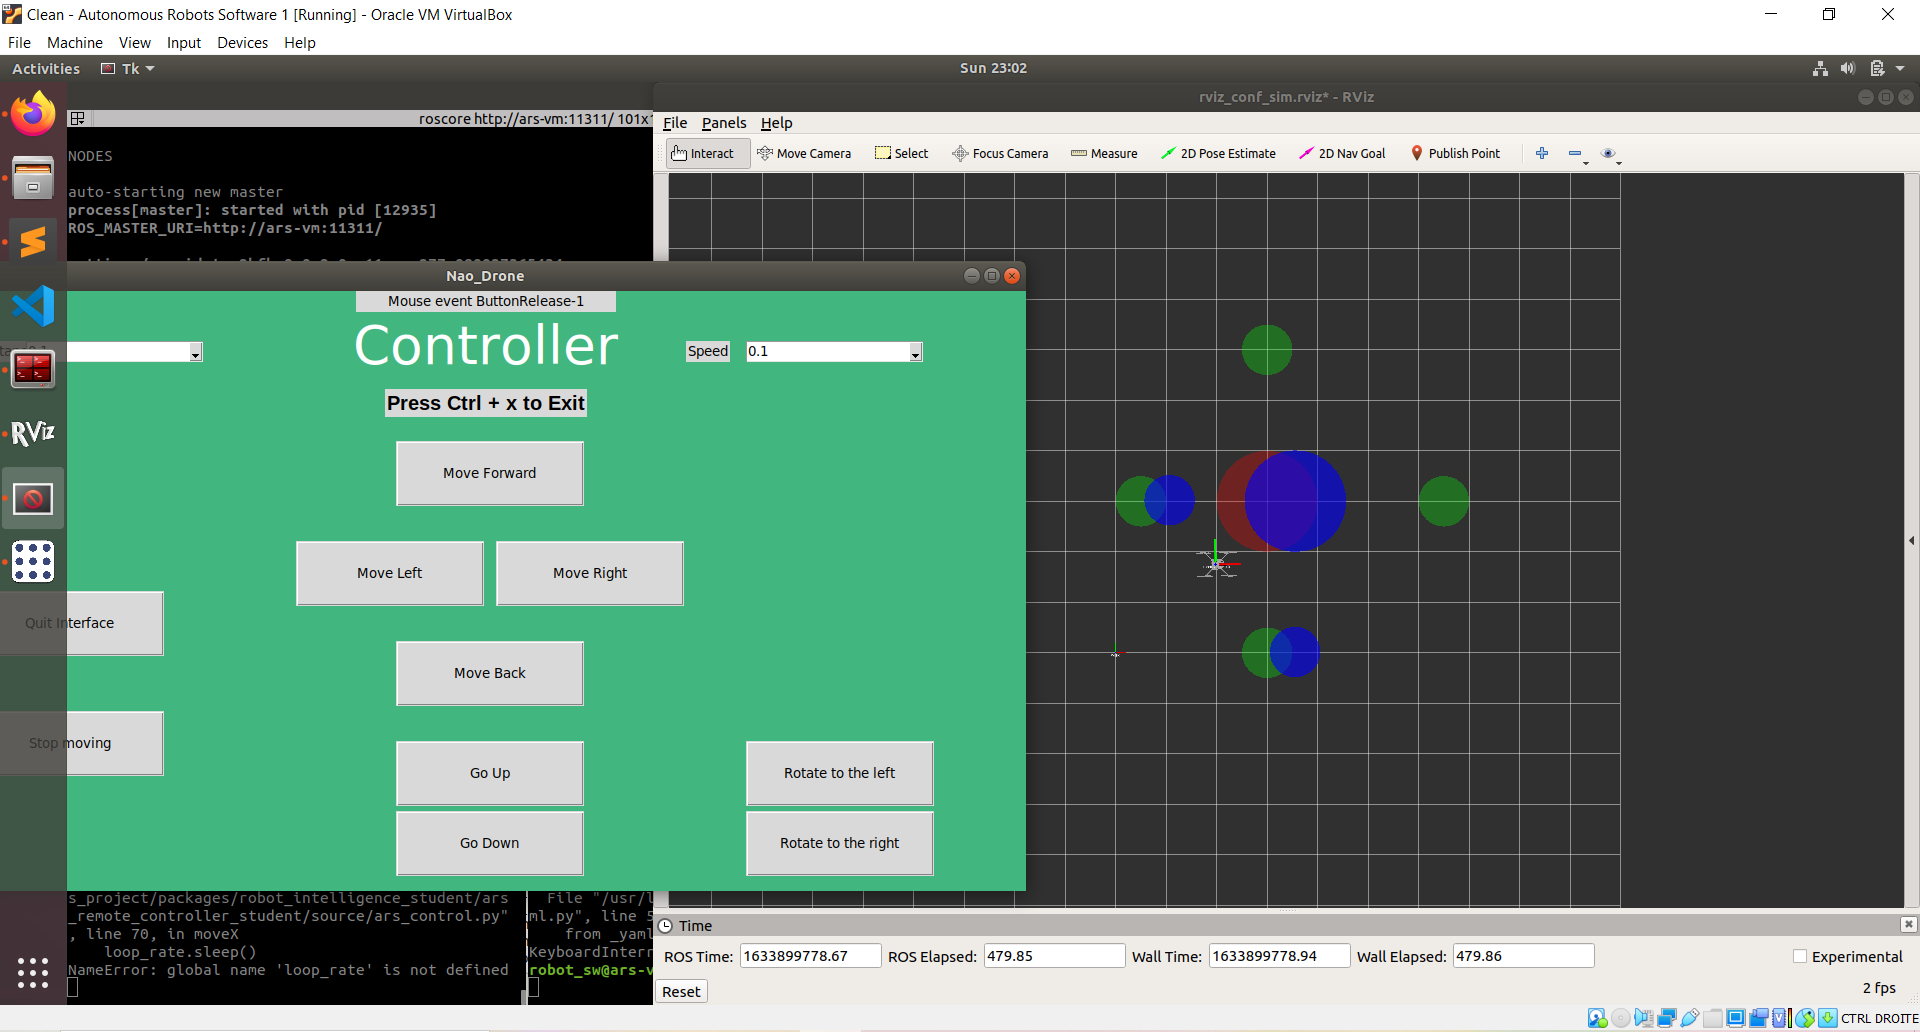 Clean - Autonomous Robots Software 1 [Running] - Oracle VM VirtualBox
File Machine View Input Devices Help
Activities Tk Sun 23:02
roscore http://ars-vm:11311/ 101x1
NODES
auto-starting new master
process[master]: started with pid [12935]
ROS_MASTER_URI=http://ars-vm:11311/
rviz_conf_sim.rviz* - RViz
File Panels Help
Interact Move Camera Select Focus Camera Measure 2D Pose Estimate 2D Nav Goal Publish Point
Nao_Drone
Mouse event ButtonRelease-1
Controller
Speed 0.1
Press Ctrl + x to Exit
Move Forward
Move Left Move Right
Quit Interface
Move Back
Stop moving
Go Up Rotate to the left
Go Down Rotate to the right
RViz
s_project/packages/robot_intelligence_student/ars
_remote_controller_student/source/ars_control.py"
, line 70, in moveX
loop_rate.sleep()
NameError: global name 'loop_rate' is not defined
File "/usr/l
ml.py", line 5
from _yaml
KeyboardInterr
robot_sw@ars-v
Time
ROS Time: 1633899778.67 ROS Elapsed: 479.85 Wall Time: 1633899778.94 Wall Elapsed: 479.86 Experimental
Reset 2 fps
CTRL DROITE